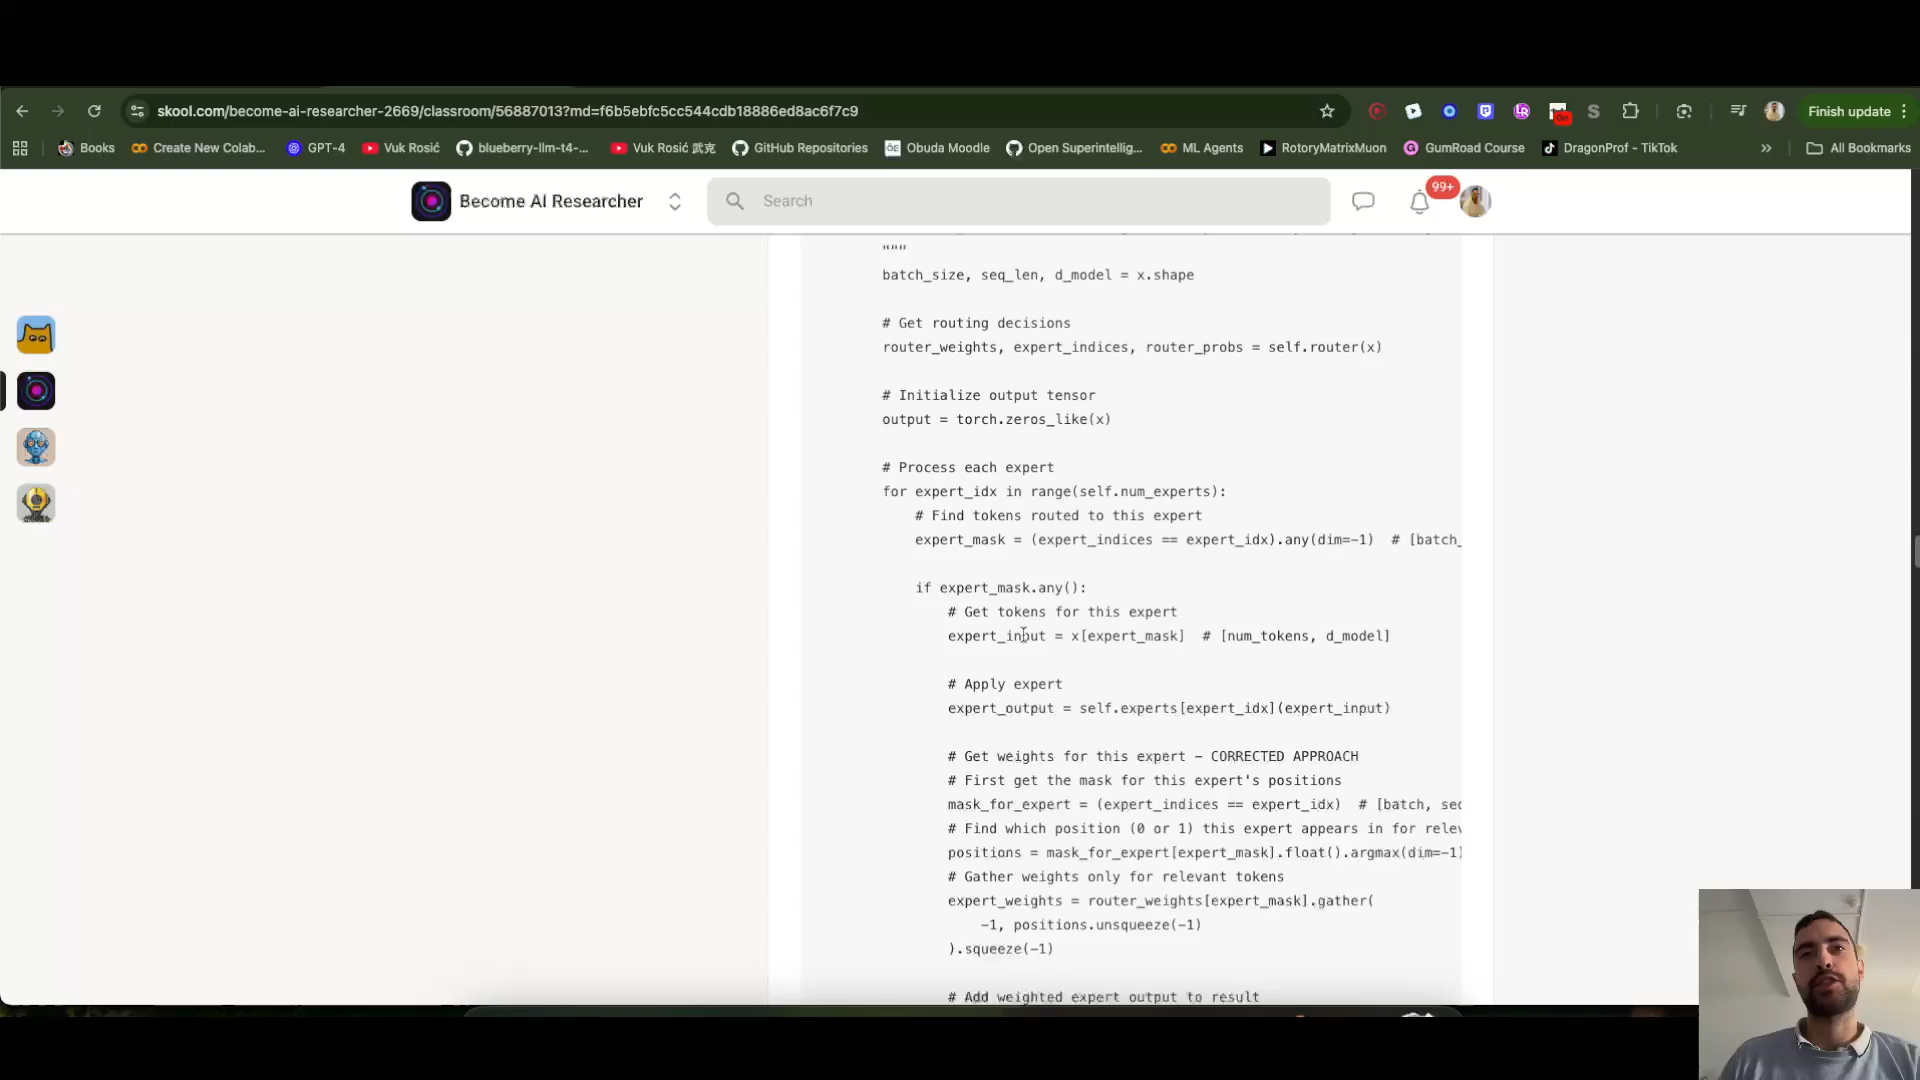 skool.com/become-ai-researcher-2669/classroom/56887013?md=f6b5ebfc5cc544cdb18886ed8ac6f7c9
On
Finish update
Books
Create New Colab...
GPT-4
Vuk Rosić
blueberry-llm-t4-...
Vuk Rosić 武克
GitHub Repositories
Obuda Moodle
Open Superintellig...
ML Agents
RotoryMatrixMuon
GumRoad Course
DragonProf - TikTok
»
All Bookmarks
Become AI Researcher
Search
99+
"""
batch_size, seq_len, d_model = x.shape
# Get routing decisions
router_weights, expert_indices, router_probs = self.router(x)
# Initialize output tensor
output = torch.zeros_like(x)
# Process each expert
for expert_idx in range(self.num_experts):
# Find tokens routed to this expert
expert_mask = (expert_indices == expert_idx).any(dim=-1) # [batch_
if expert_mask.any():
# Get tokens for this expert
expert_input = x[expert_mask] # [num_tokens, d_model]
# Apply expert
expert_output = self.experts[expert_idx](expert_input)
# Get weights for this expert - CORRECTED APPROACH
# First get the mask for this expert's positions
mask_for_expert = (expert_indices == expert_idx) # [batch, seq
# Find which position (0 or 1) this expert appears in for relev
positions = mask_for_expert[expert_mask].float().argmax(dim=-1)
# Gather weights only for relevant tokens
expert_weights = router_weights[expert_mask].gather(
-1, positions.unsqueeze(-1)
).squeeze(-1)
# Add weighted expert output to result